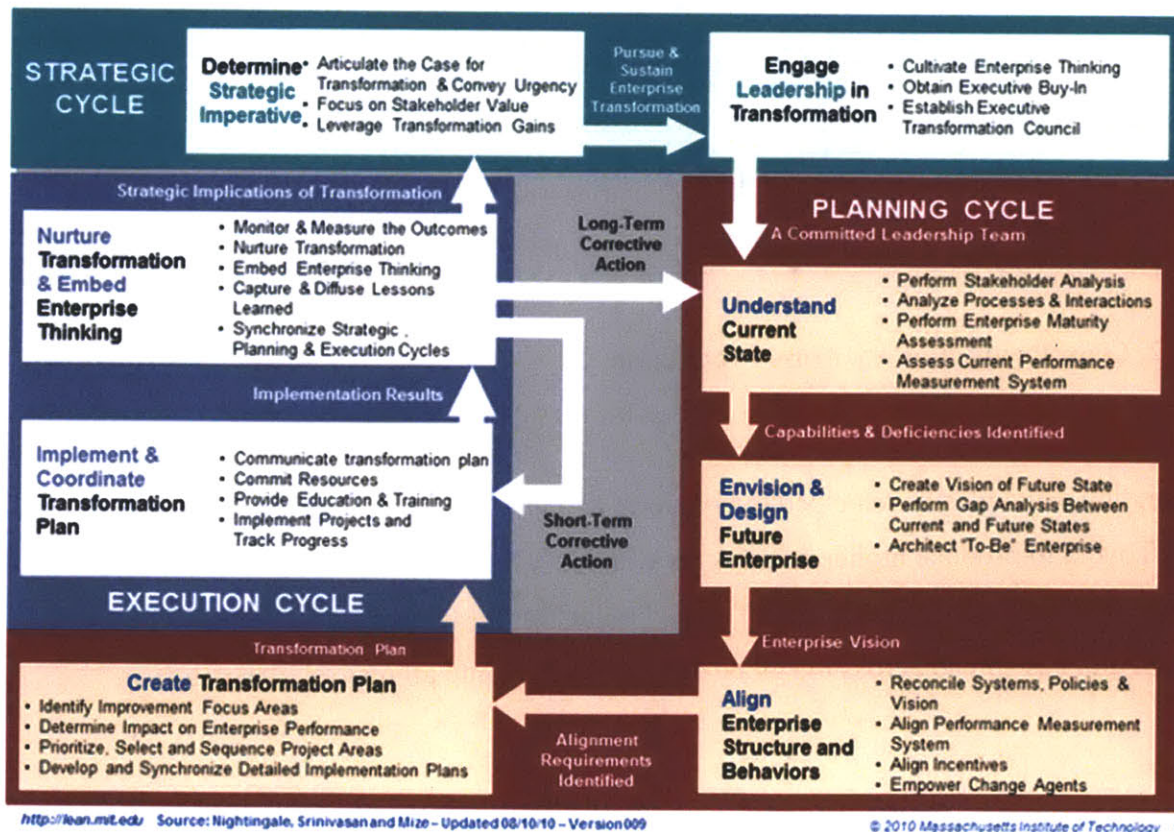 STRATEGIC
CYCLE
Determine
Strategic
Imperative
• Articulate the Case for
Transformation & Convey Urgency
• Focus on Stakeholder Value
• Leverage Transformation Gains
Pursue &
Sustain
Enterprise
Transformation
Engage
Leadership in
Transformation
• Cultivate Enterprise Thinking
• Obtain Executive Buy-In
• Establish Executive
Transformation Council
Strategic Implications of Transformation
Nurture
Transformation
& Embed
Enterprise
Thinking
• Monitor & Measure the Outcomes
• Nurture Transformation
• Embed Enterprise Thinking
• Capture & Diffuse Lessons
Learned
• Synchronize Strategic
Planning & Execution Cycles
Long-Term
Corrective
Action
PLANNING CYCLE
A Committed Leadership Team
Understand
Current
State
• Perform Stakeholder Analysis
• Analyze Processes & Interactions
• Perform Enterprise Maturity
Assessment
• Assess Current Performance
Measurement System
Implementation Results
Capabilities & Deficiencies Identified
Implement &
Coordinate
Transformation
Plan
• Communicate transformation plan
• Commit Resources
• Provide Education & Training
• Implement Projects and
Track Progress
Short-Term
Corrective
Action
Envision &
Design
Future
Enterprise
• Create Vision of Future State
• Perform Gap Analysis Between
Current and Future States
• Architect "To-Be" Enterprise
EXECUTION CYCLE
Transformation Plan
Enterprise Vision
Create Transformation Plan
• Identify Improvement Focus Areas
• Determine Impact on Enterprise Performance
• Prioritize, Select and Sequence Project Areas
• Develop and Synchronize Detailed Implementation Plans
Alignment
Requirements
Identified
Align
Enterprise
Structure and
Behaviors
• Reconcile Systems, Policies &
Vision
• Align Performance Measurement
System
• Align Incentives
• Empower Change Agents
http://lean.mit.edu Source: Nightingale, Srinivasan and Mize – Updated 08/10/10 – Version 009
© 2010 Massachusetts Institute of Technology